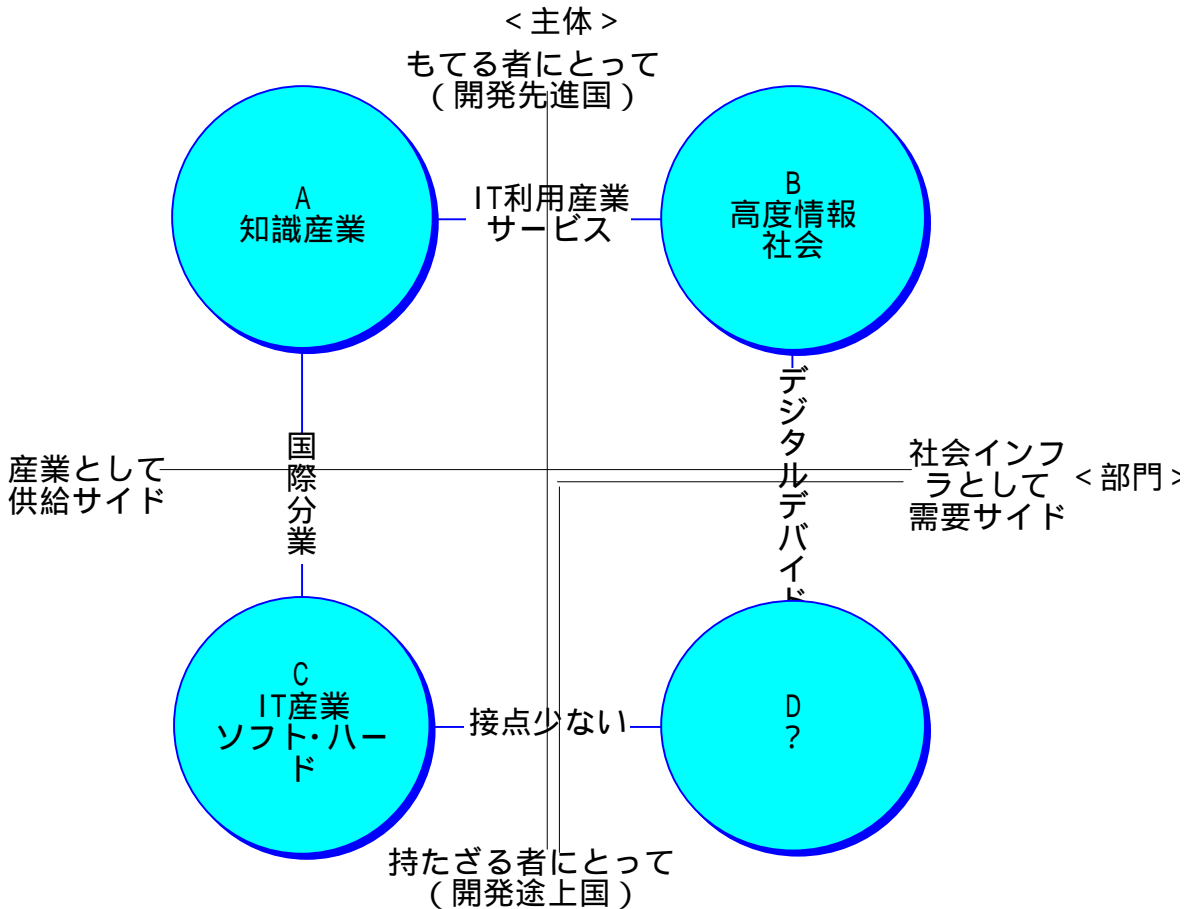 <主体>
もてる者にとって
(開発先進国)
A
知識産業
IT利用産業
サービス
B
高度情報
社会
国際分業
デジタルデバイド
産業として
供給サイド
社会インフ
ラとして
需要サイド
<部門>
C
IT産業
ソフト・ハー
ド
接点少ない
D
?
持たざる者にとって
(開発途上国)